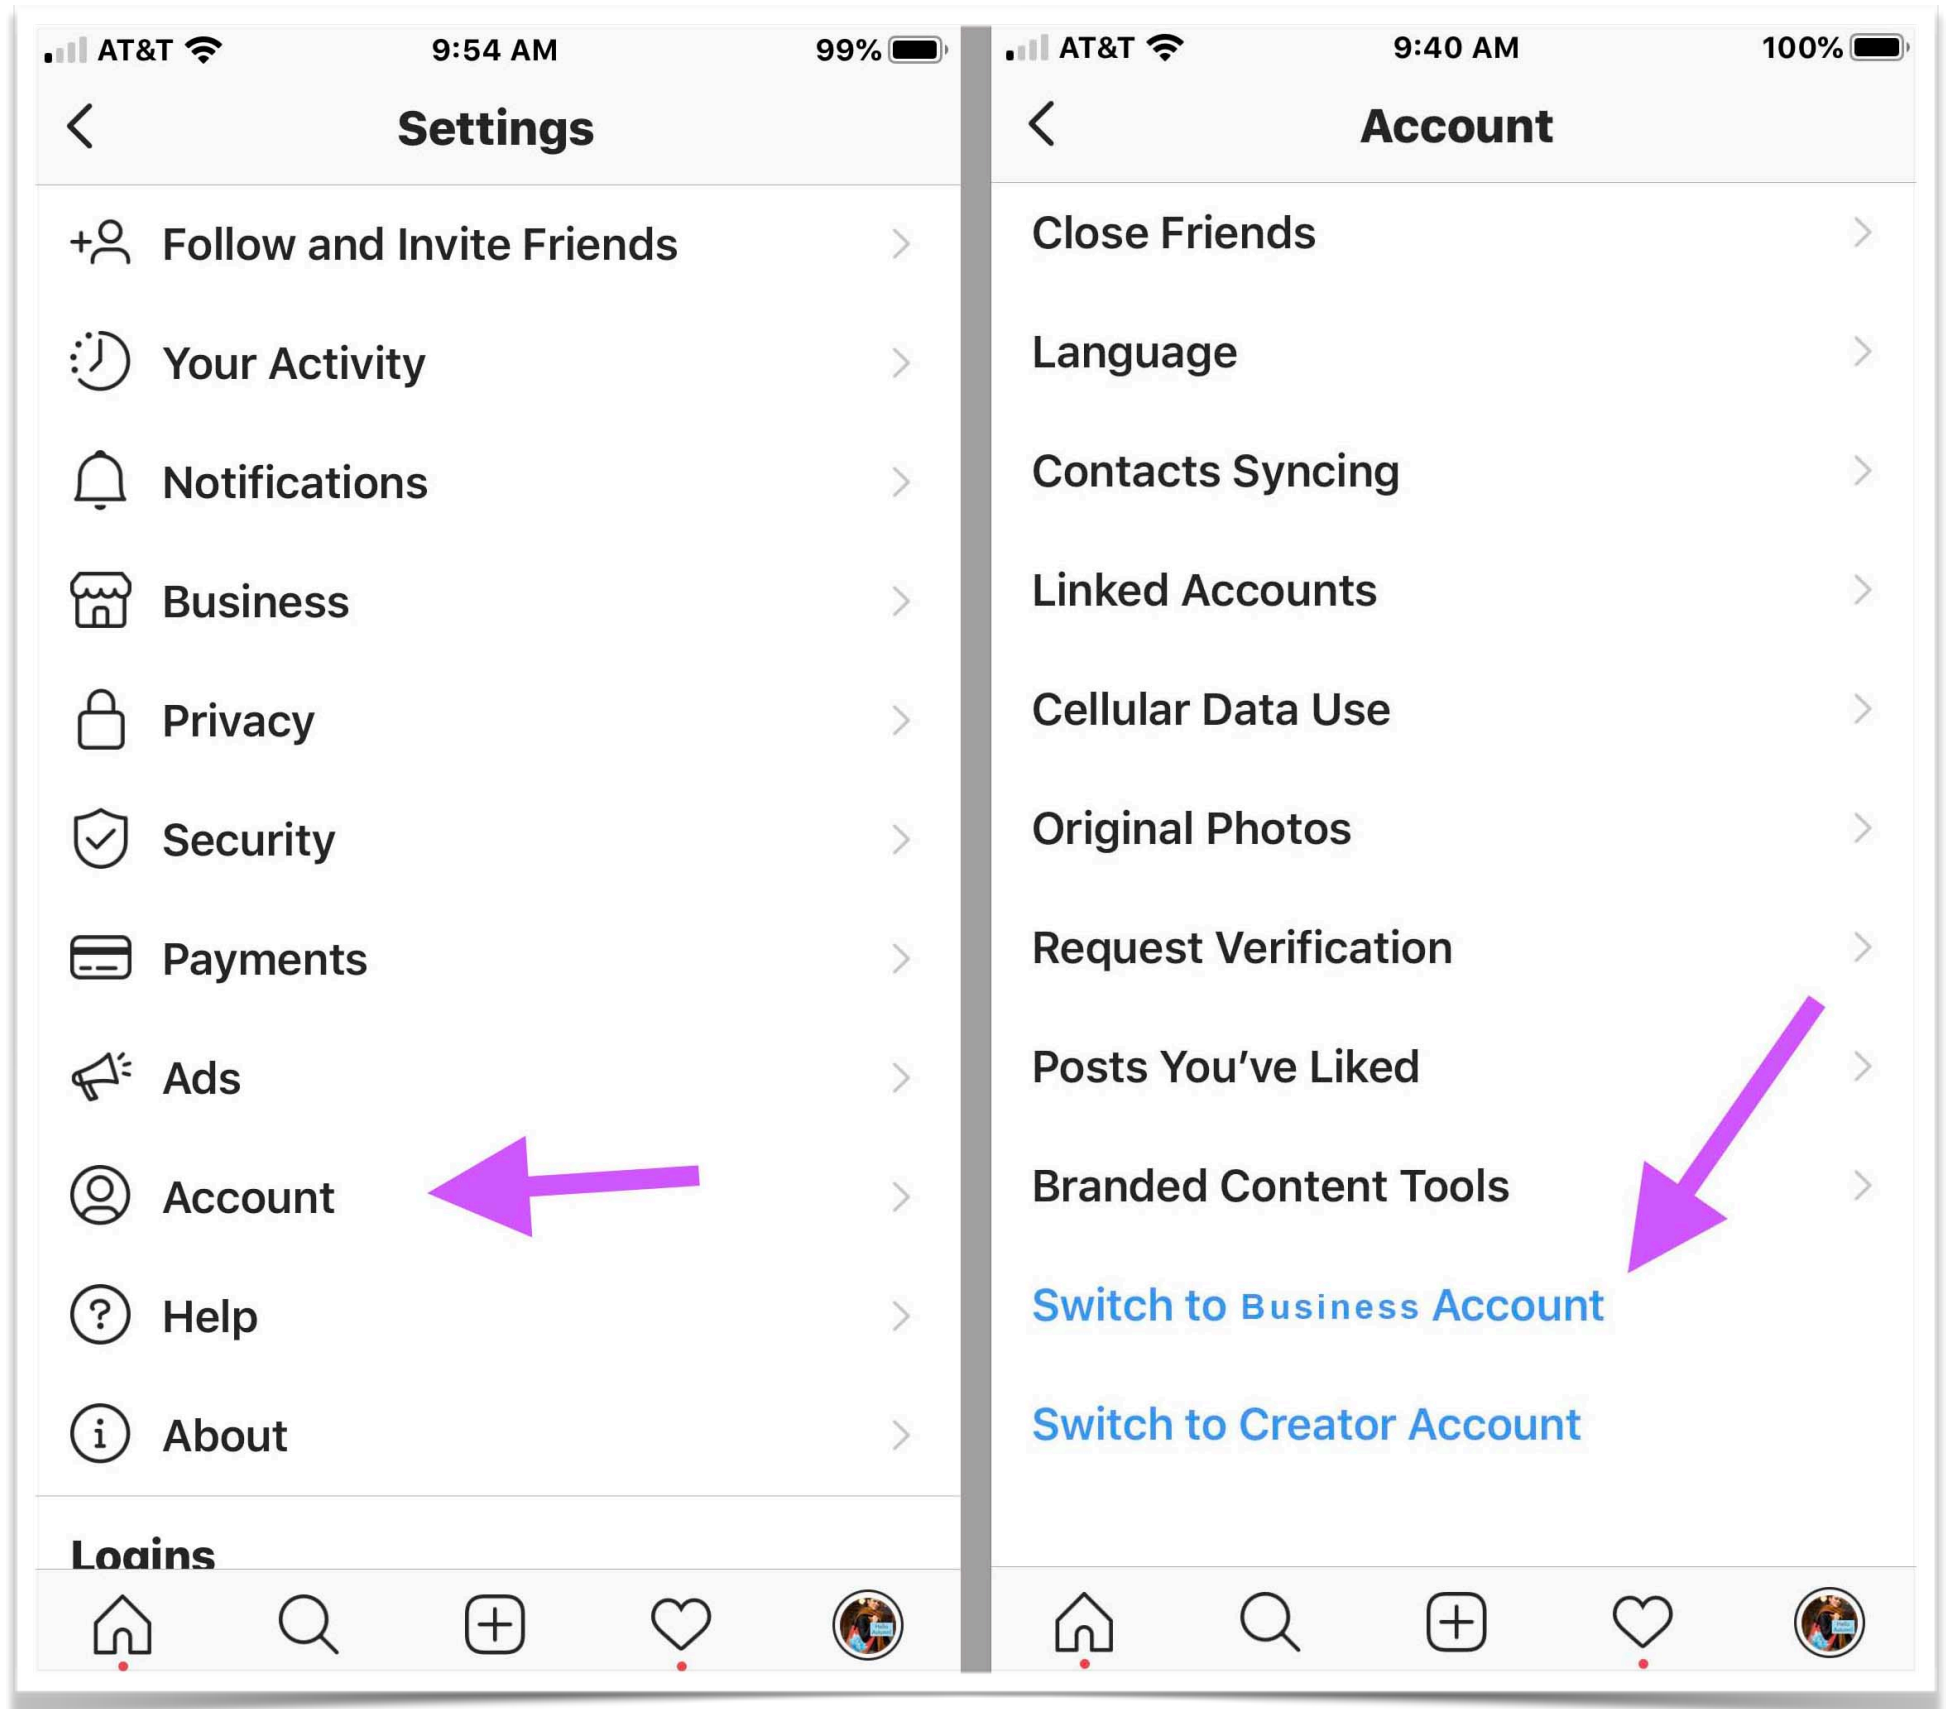 AT&T 9:54 AM 99%
Settings
Follow and Invite Friends
Your Activity
Notifications
Business
Privacy
Security
Payments
Ads
Account
Help
About
Logins
AT&T 9:40 AM 100%
Account
Close Friends
Language
Contacts Syncing
Linked Accounts
Cellular Data Use
Original Photos
Request Verification
Posts You’ve Liked
Branded Content Tools
Switch to Business Account
Switch to Creator Account